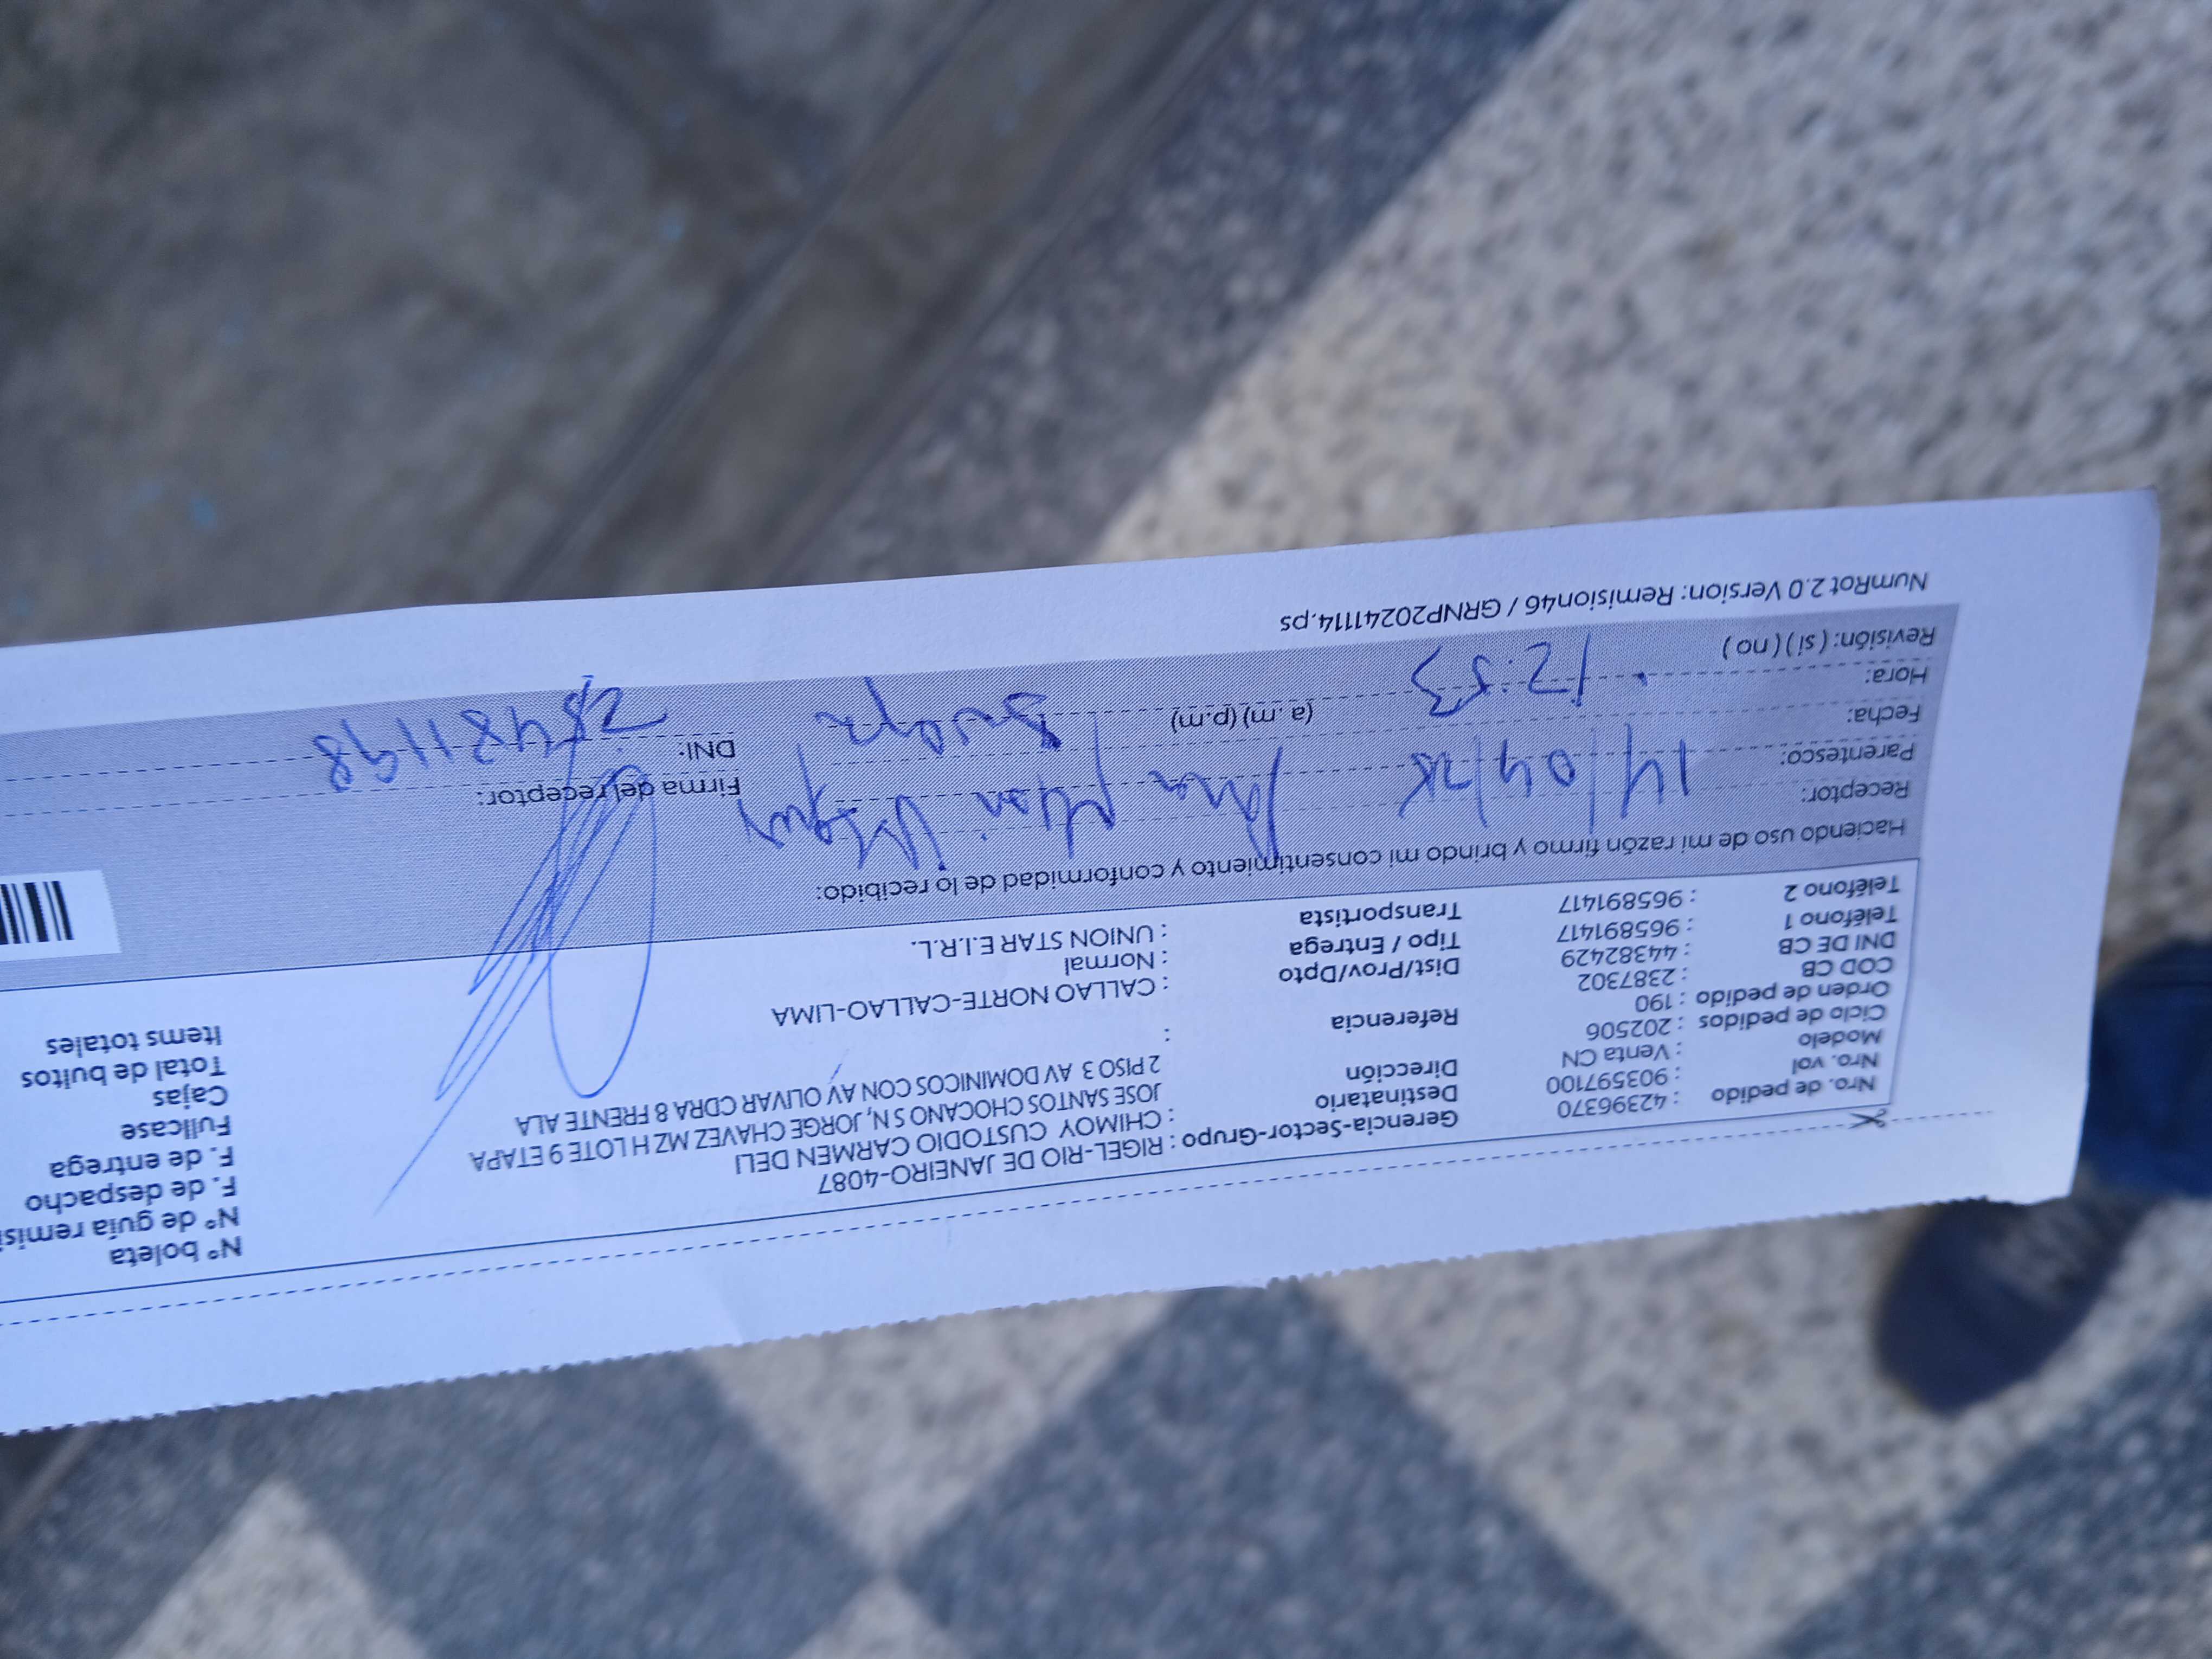 Nº boleta
Gerencia-Sector-Grupo : RIGEL-RIO DE JANEIRO-4087
Nº de guía remisi
Nro. de pedido : 42396370
Destinatario : CHIMOY CUSTODIO CARMEN DELI
F. de despacho
Nro. vol : 903597100
Dirección JOSE SANTOS CHOCANO S N, JORGE CHAVEZ MZ H LOTE 9 ETAPA
2 PISO 3 AV DOMINICOS CON AV OLIVAR CDRA 8 FRENTE ALA
F. de entrega
Modelo : Venta CN
Fullcase
Ciclo de pedidos : 202506
Referencia :
Cajas
Orden de pedido : 190
Total de bultos
COD CB : 2387302
Dist/Prov/Dpto : CALLAO NORTE-CALLAO-LIMA
Items totales
DNI DE CB : 44382429
Tipo / Entrega : Normal
Teléfono 1 : 965891417
Transportista : UNION STAR E.I.R.L.
Teléfono 2 : 965891417
Haciendo uso de mi razón firmo y brindo mi consentimiento y conformidad de lo recibido:
Receptor:
Firma del receptor:
Parentesco:
DNI: 25481198
Fecha: 14/04/25
Hora: 12:53 (a. m) (p.m)
Revisión: ( si ) ( no )
NumRot 2.0 Version: Remision46 / GRNP20241114.ps